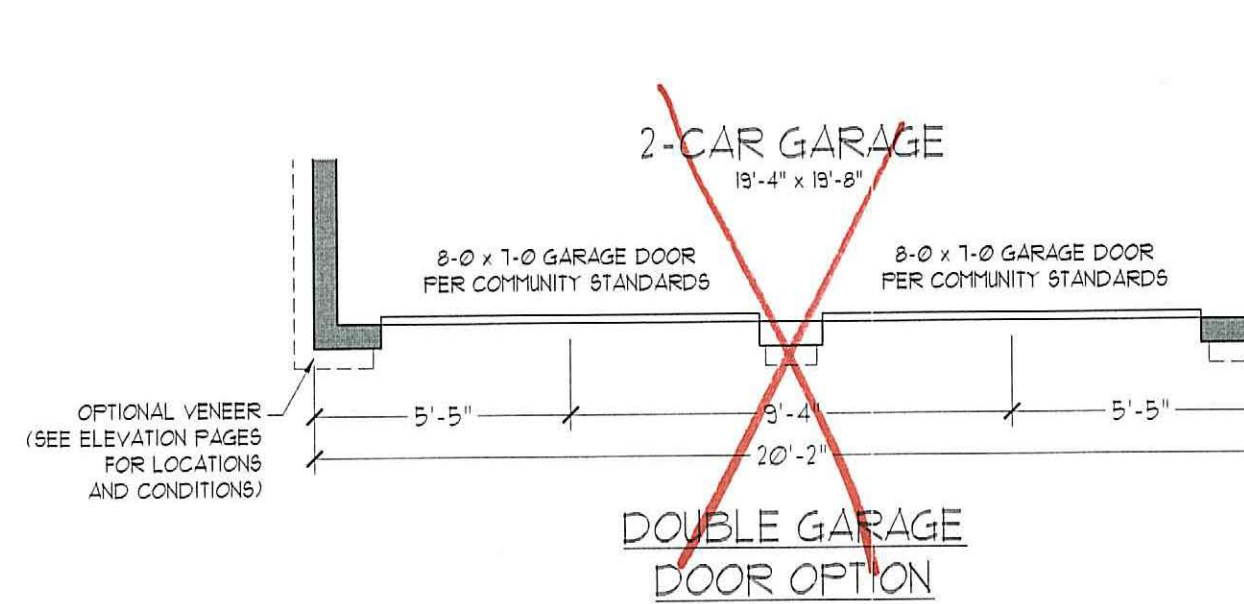 2-CAR GARAGE
19'-4" x 19'-8"
8-0 x 7-0 GARAGE DOOR
PER COMMUNITY STANDARDS
8-0 x 7-0 GARAGE DOOR
PER COMMUNITY STANDARDS
OPTIONAL VENEER
(SEE ELEVATION PAGES
FOR LOCATIONS
AND CONDITIONS)
5'-5"
9'-4"
5'-5"
20'-2"
DOUBLE GARAGE
DOOR OPTION